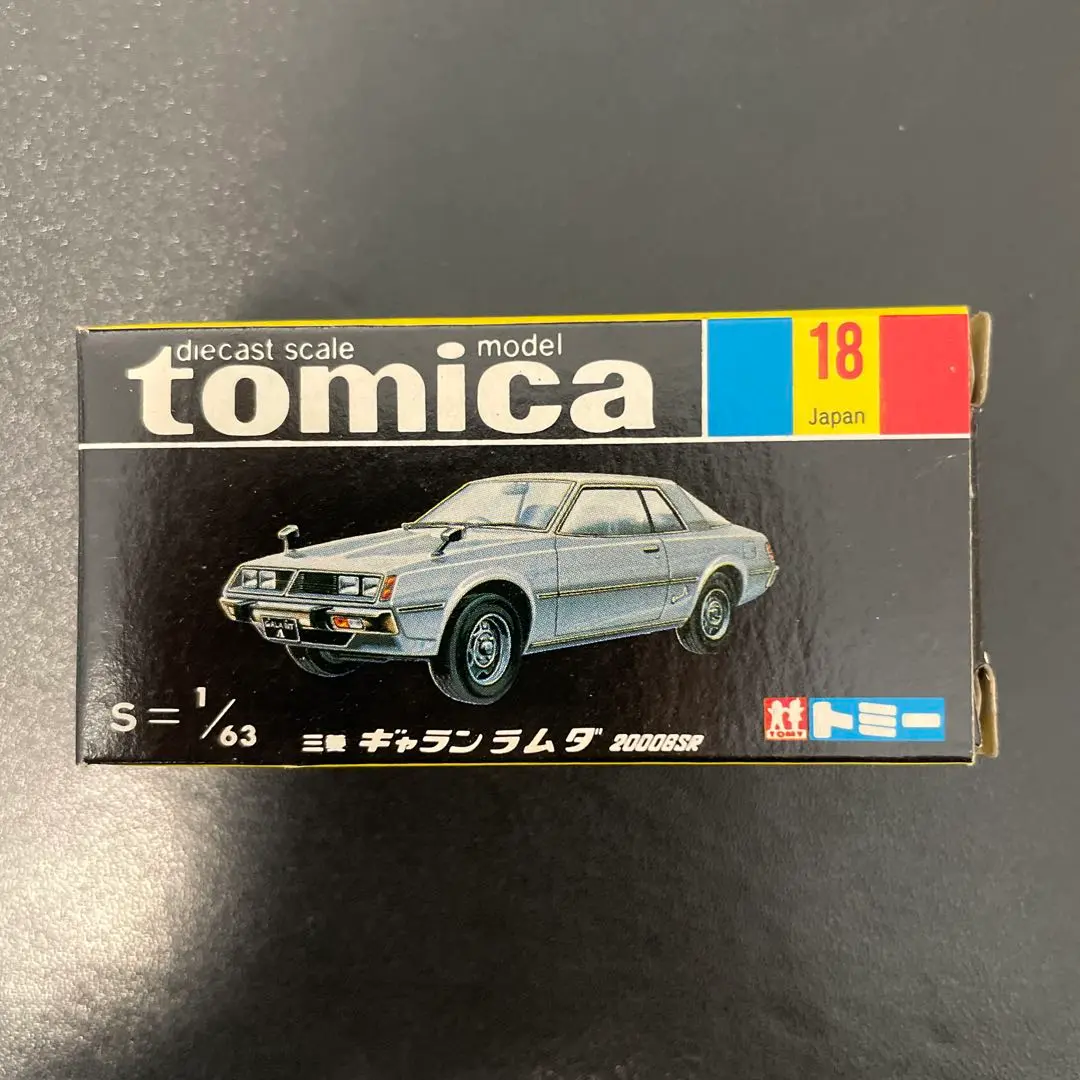 diecast scale model
tomica
18
Japan
GALANT
Λ
S=1/63
三菱 ギャランラムダ 2000GSR
TOMY
トミー